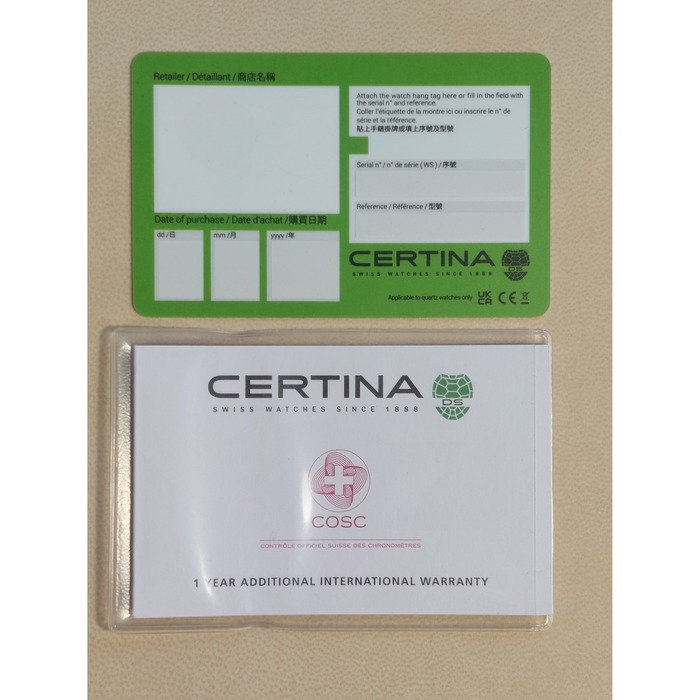 Retailer / Détaillant / 商店名稱
Attach the watch hang tag here or fill in the field with
the serial n° and reference.
Coller l'étiquette de la montre ici ou inscrire le n° de
série et la référence.
貼上手錶掛牌或填上序號及型號
Serial n° / n° de série ( WS ) / 序號
Reference / Référence / 型號
Date of purchase / Date d'achat / 購買日期
dd / 日
mm / 月
yyyy / 年
CERTINA
DS
SWISS WATCHES SINCE 1888
Applicable to quartz watches only
UK
CA
CE
CERTINA
DS
SWISS WATCHES SINCE 1888
COSC
CONTRÔLE OFFICIEL SUISSE DES CHRONOMÈTRES
1 YEAR ADDITIONAL INTERNATIONAL WARRANTY